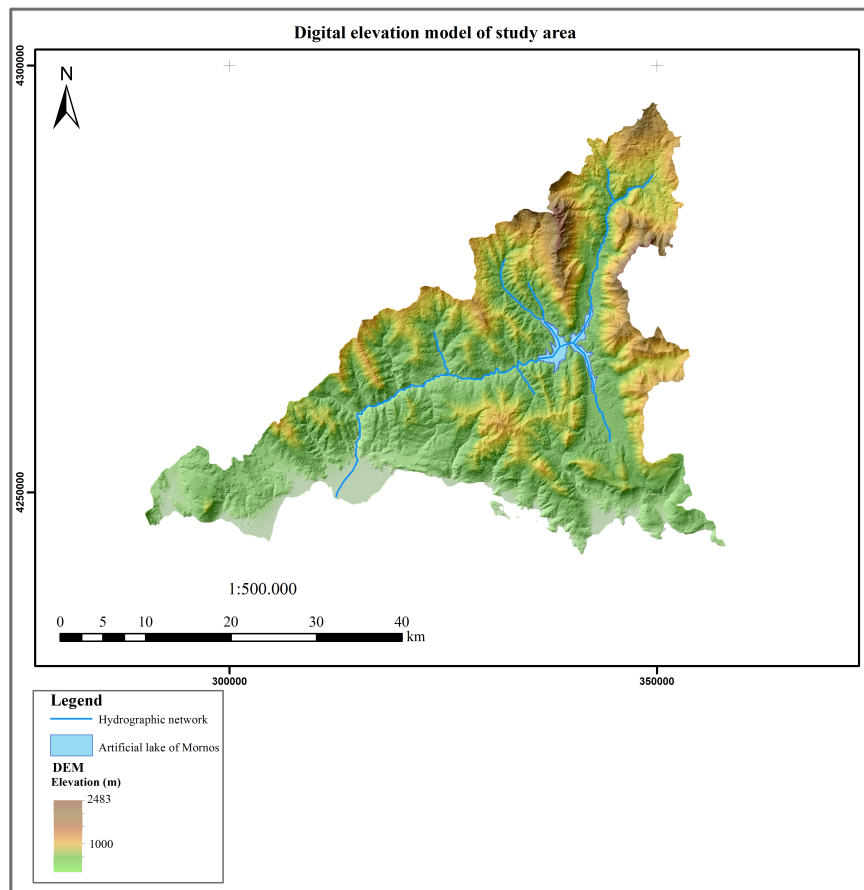 Digital elevation model of study area
4300000
N
4250000
1:500.000
0 5 10 20 30 40
km
300000 350000
Legend
Hydrographic network
Artificial lake of Mornos
DEM
Elevation (m)
2483
1000